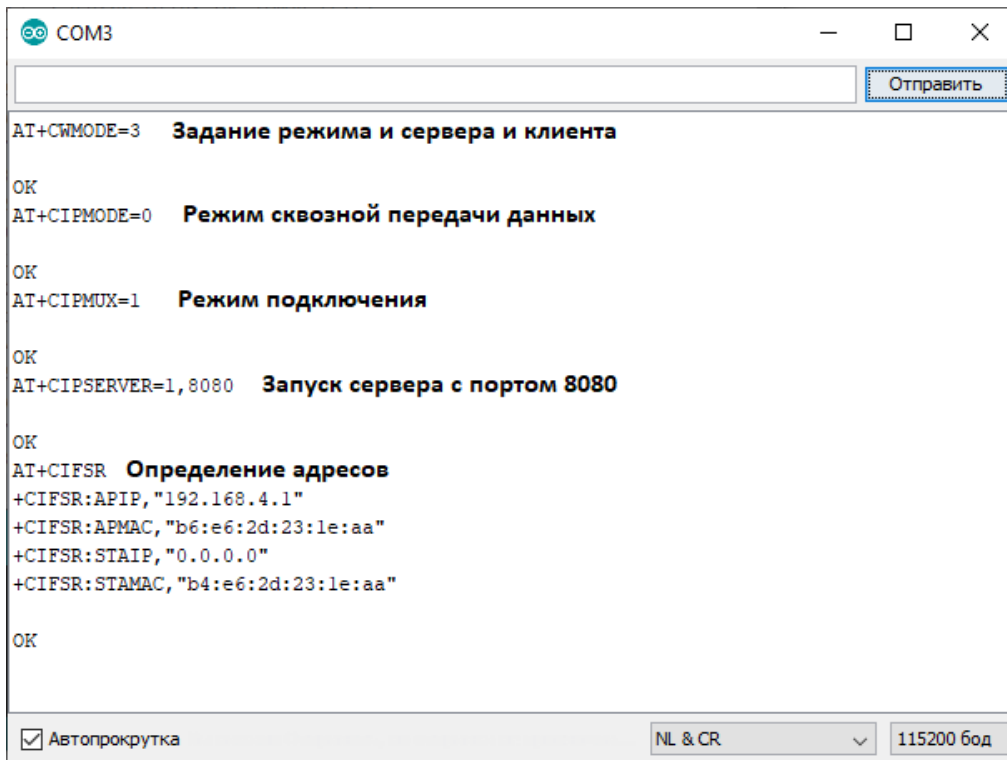 COM3
Отправить
AT+CWMODE=3 Задание режима и сервера и клиента
OK
AT+CIPMODE=0 Режим сквозной передачи данных
OK
AT+CIPMUX=1 Режим подключения
OK
AT+CIPSERVER=1,8080 Запуск сервера с портом 8080
OK
AT+CIFSR Определение адресов
+CIFSR:APIP,"192.168.4.1"
+CIFSR:APMAC,"b6:e6:2d:23:1e:aa"
+CIFSR:STAIP,"0.0.0.0"
+CIFSR:STAMAC,"b4:e6:2d:23:1e:aa"
OK
Автопрокрутка NL & CR 115200 бод